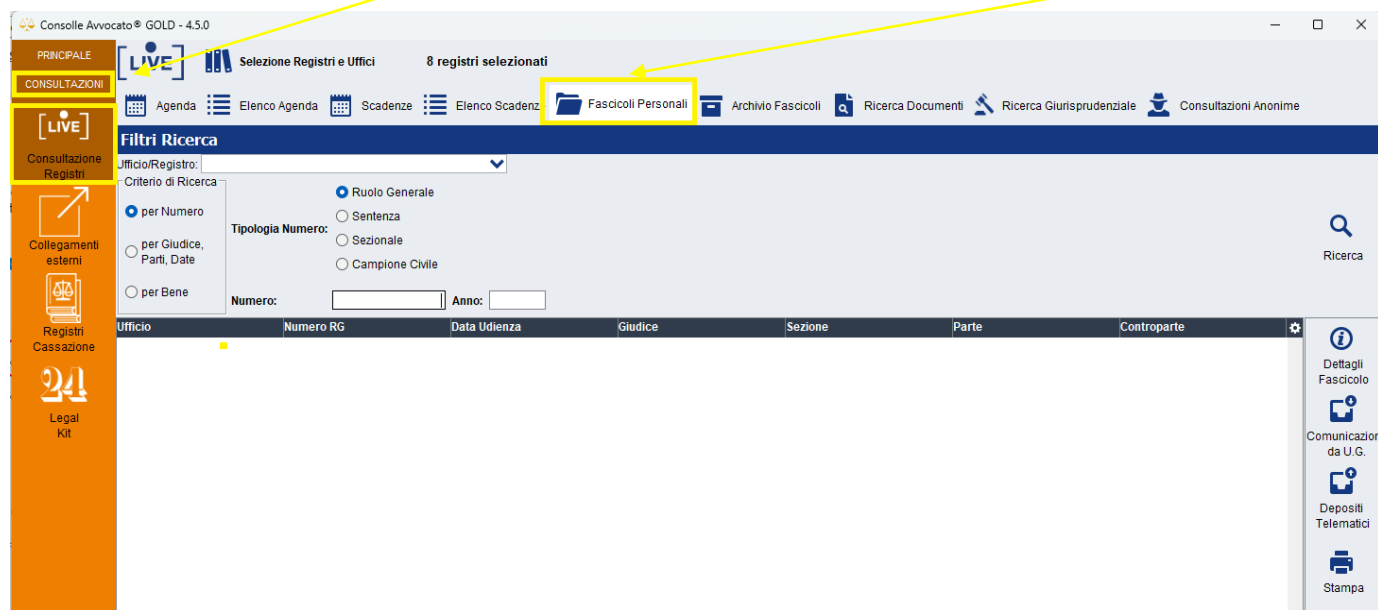 Consolle Avvocato® GOLD - 4.5.0
PRINCIPALE
CONSULTAZIONI
[LIVE]
Consultazione
Registri
Collegamenti
esterni
Registri
Cassazione
24
Legal
Kit
[LIVE] Selezione Registri e Uffici 8 registri selezionati
Agenda Elenco Agenda Scadenze Elenco Scadenz Fascicoli Personali Archivio Fascicoli Ricerca Documenti Ricerca Giurisprudenziale Consultazioni Anonime
Filtri Ricerca
Ufficio/Registro:
Criterio di Ricerca
per Numero
per Giudice,
Parti, Date
per Bene
Tipologia Numero:
Ruolo Generale
Sentenza
Sezionale
Campione Civile
Numero: Anno:
Ricerca
Ufficio Numero RG Data Udienza Giudice Sezione Parte Controparte
Dettagli
Fascicolo
Comunicazion
da U.G.
Depositi
Telematici
Stampa